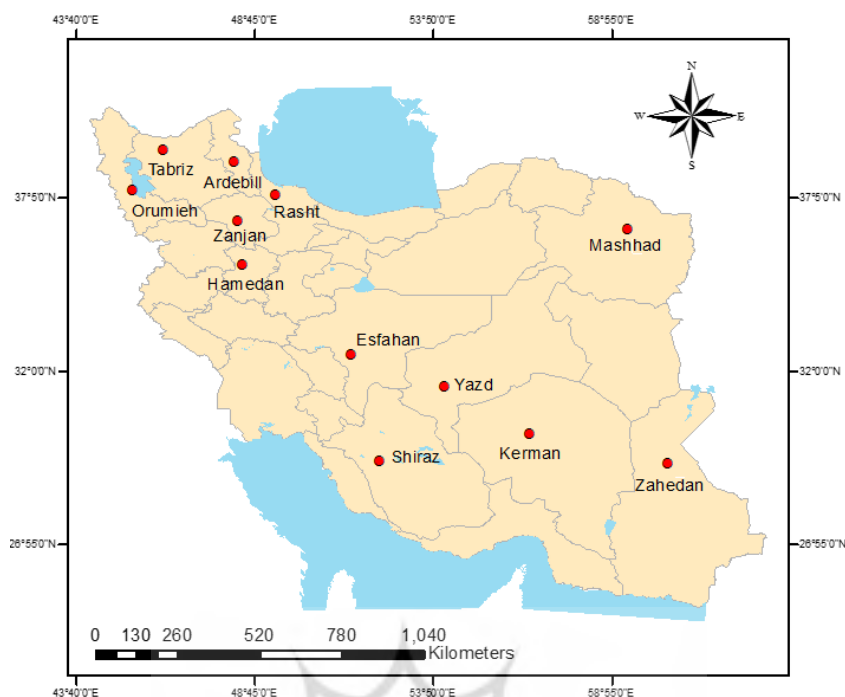 43°40'0"E 48°45'0"E 53°50'0"E 58°55'0"E
N
W E
S
Tabriz
Ardebill
37°50'N 37°50'N
Orumieh
Rasht
Zanjan
Mashhad
Hamedan
Esfahan
32°0'0"N 32°0'0"N
Yazd
Kerman
Shiraz
Zahedan
26°55'0"N 26°55'0"N
0 130 260 520 780 1,040
Kilometers
43°40'0"E 48°45'0"E 53°50'0"E 58°55'0"E